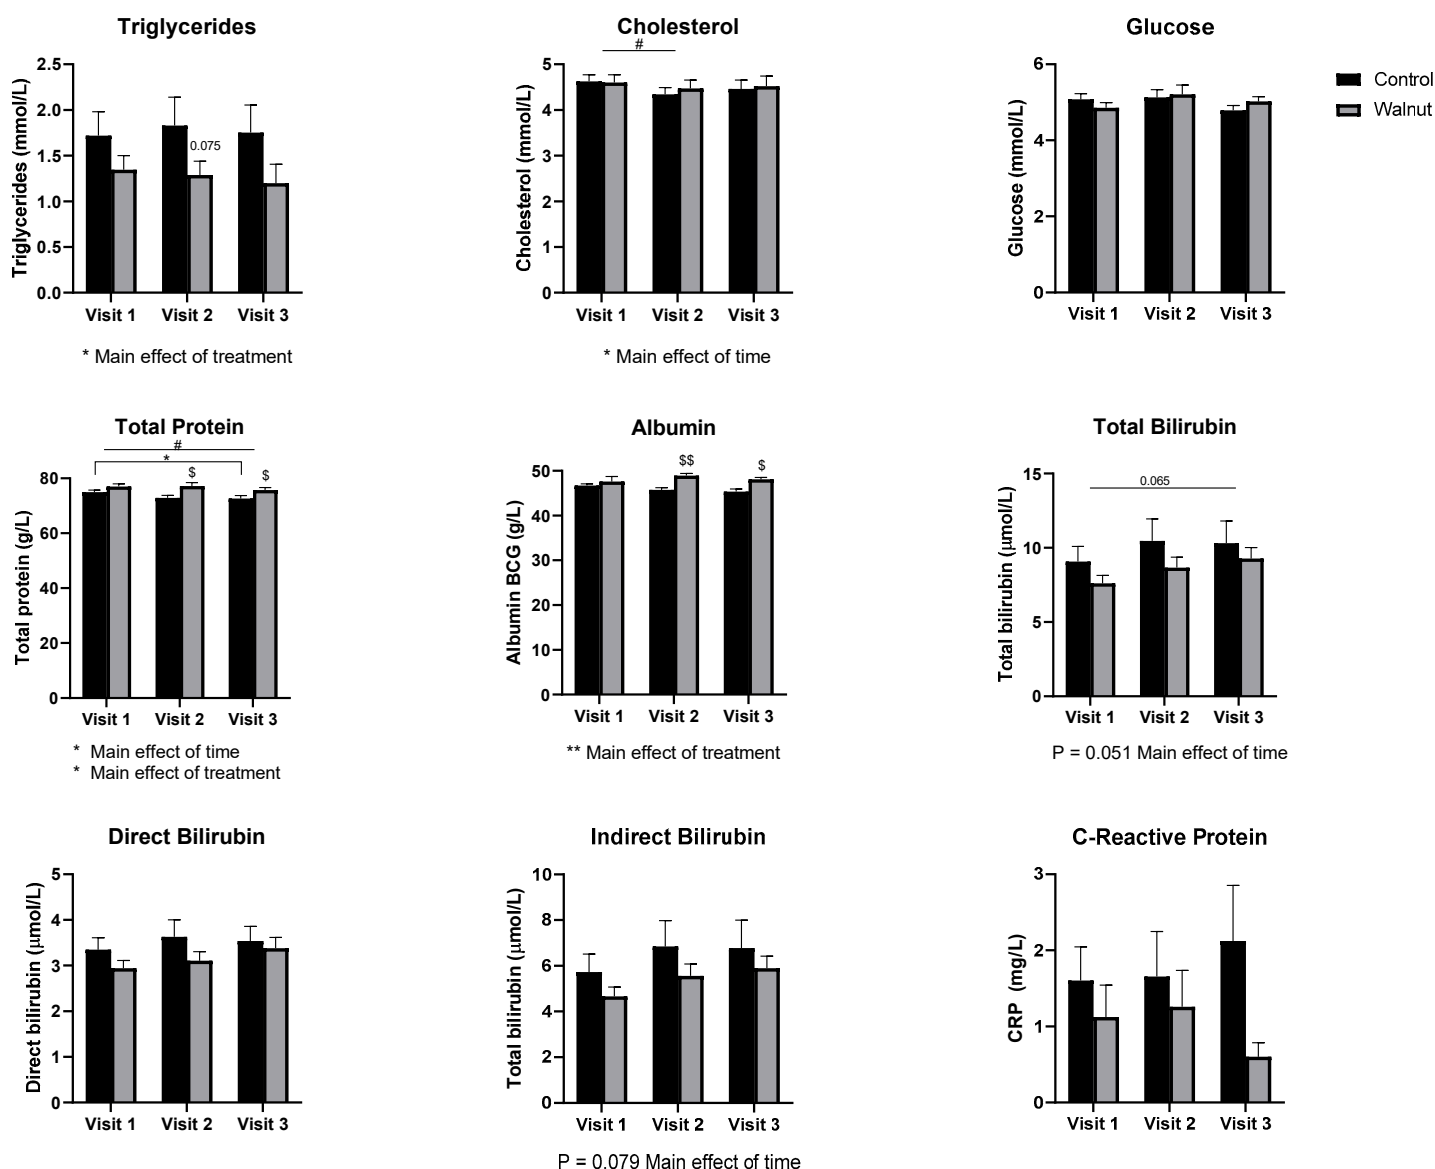 Triglycerides
Triglycerides (mmol/L)
2.5
2.0
1.5
1.0
0.5
0.0
0.075
Visit 1 Visit 2 Visit 3
* Main effect of treatment
Cholesterol
#
Cholesterol (mmol/L)
5
4
3
2
1
0
Visit 1 Visit 2 Visit 3
* Main effect of time
Glucose
Glucose (mmol/L)
6
4
2
0
Visit 1 Visit 2 Visit 3
Control
Walnut
Total Protein
#
*
$
$
Total protein (g/L)
80
60
40
20
0
Visit 1 Visit 2 Visit 3
* Main effect of time
* Main effect of treatment
Albumin
$$
$
Albumin BCG (g/L)
50
40
30
20
10
0
Visit 1 Visit 2 Visit 3
** Main effect of treatment
Total Bilirubin
0.065
Total bilirubin (μmol/L)
15
10
5
0
Visit 1 Visit 2 Visit 3
P = 0.051 Main effect of time
Direct Bilirubin
Direct bilirubin (μmol/L)
5
4
3
2
1
0
Visit 1 Visit 2 Visit 3
Indirect Bilirubin
Total bilirubin (μmol/L)
10
8
6
4
2
0
Visit 1 Visit 2 Visit 3
P = 0.079 Main effect of time
C-Reactive Protein
CRP (mg/L)
3
2
1
0
Visit 1 Visit 2 Visit 3